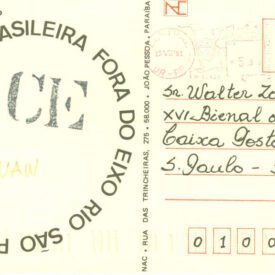 BRASILEIRA FORA DO EIXO RIO SÃO P
CE
NAC - RUA DAS TRINCHEIRAS, 275 - 58.000 - JOÃO PESSOA, PARAÍBA
Sr. Walter Za
XVI-Bienal d
Caixa Posta
S. Paulo - S
0 1 0 0